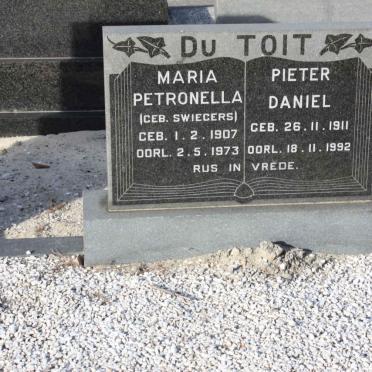 DU TOIT
MARIA
PETRONELLA
(GEB. SWIEGERS)
GEB. 1.2.1907
OORL. 2.5.1973
PIETER
DANIEL
GEB. 26.11.1911
OORL. 18.11.1992
RUS IN VREDE.